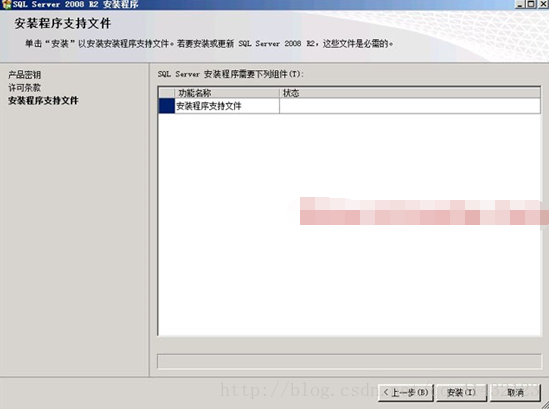 SQL Server 2008 R2 安装程序
安装程序支持文件
单击“安装”以安装安装程序支持文件。若要安装或更新 SQL Server 2008 R2，这些文件是必需的。
产品密钥
许可条款
安装程序支持文件
SQL Server 安装程序需要下列组件(T):
功能名称 状态
安装程序支持文件
http://blog.csdn.
< 上一步(B) 安装(I) 取消